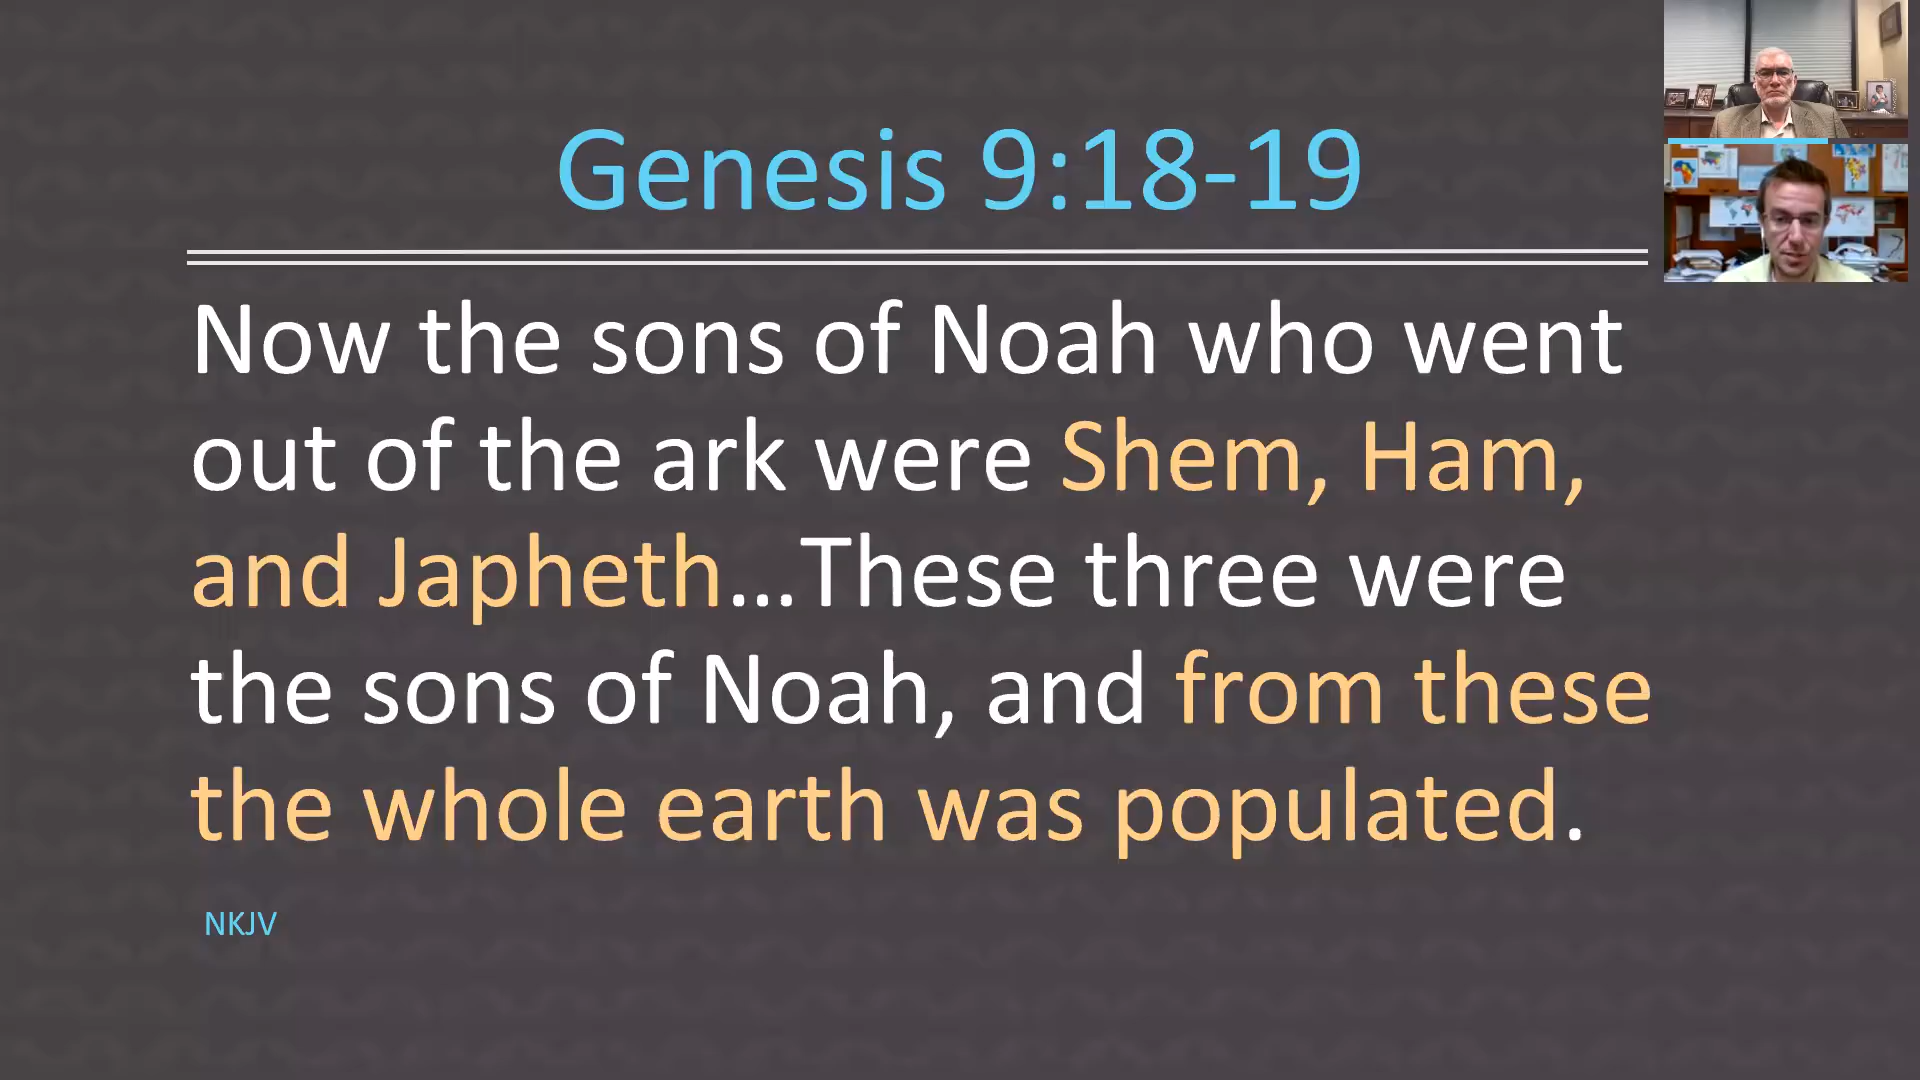 Genesis 9:18-19
Now the sons of Noah who went
out of the ark were Shem, Ham,
and Japheth...These three were
the sons of Noah, and from these
the whole earth was populated.
NKJV